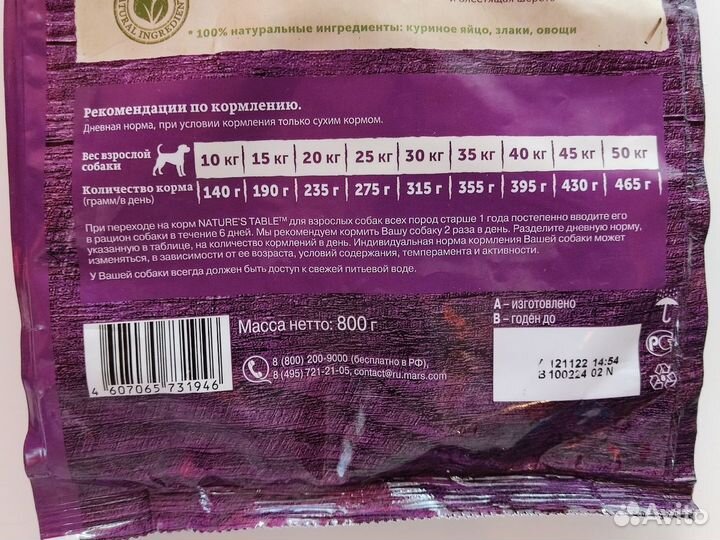 NATURAL INGREDIEN
* 100% натуральные ингредиенты: куриное яйцо, злаки, овощи
Рекомендации по кормлению.
Дневная норма, при условии кормления только сухим кормом.
Вес взрослой собаки 10 кг 15 кг 20 кг 25 кг 30 кг 35 кг 40 кг 45 кг 50 кг
Количество корма (грамм/в день) 140 г 190 г 235 г 275 г 315 г 355 г 395 г 430 г 465 г
При переходе на корм NATURE'S TABLE™ для взрослых собак всех пород старше 1 года постепенно вводите его
в рацион собаки в течение 6 дней. Мы рекомендуем кормить Вашу собаку 2 раза в день. Разделите дневную норму,
указанную в таблице, на количество кормлений в день. Индивидуальная норма кормления Вашей собаки может
изменяться, в зависимости от ее возраста, условий содержания, темперамента и активности.
У Вашей собаки всегда должен быть доступ к свежей питьевой воде.
4 607065 731946
Масса нетто: 800 г
8 (800) 200-9000 (бесплатно в РФ),
8 (495) 721-21-05, contact@ru.mars.com
A – изготовлено
B – годен до
121122 14:54
B 100224 02 N
Avito